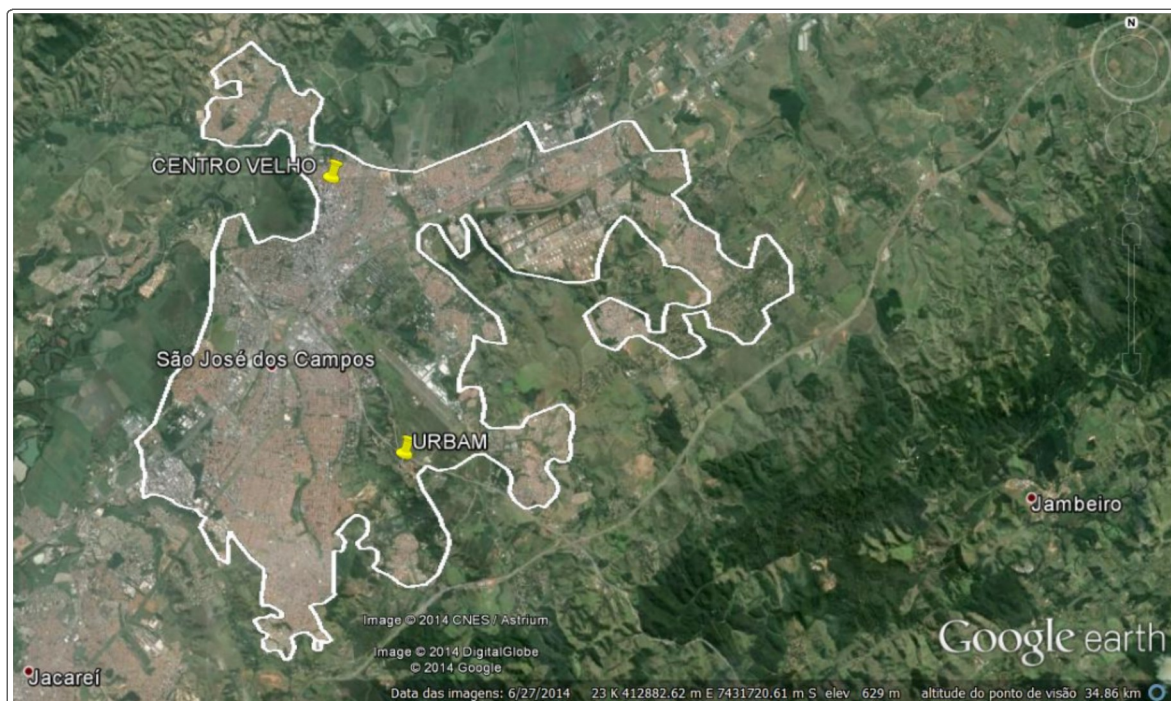 N
CENTRO VELHO
São José dos Campos
URBAM
Jambeiro
Image © 2014 CNES / Astrium
Image © 2014 DigitalGlobe
© 2014 Google
Google earth
Jacareí
Data das imagens: 6/27/2014 23 K 412882.62 m E 7431720.61 m S elev 629 m altitude do ponto de visão 34.86 km